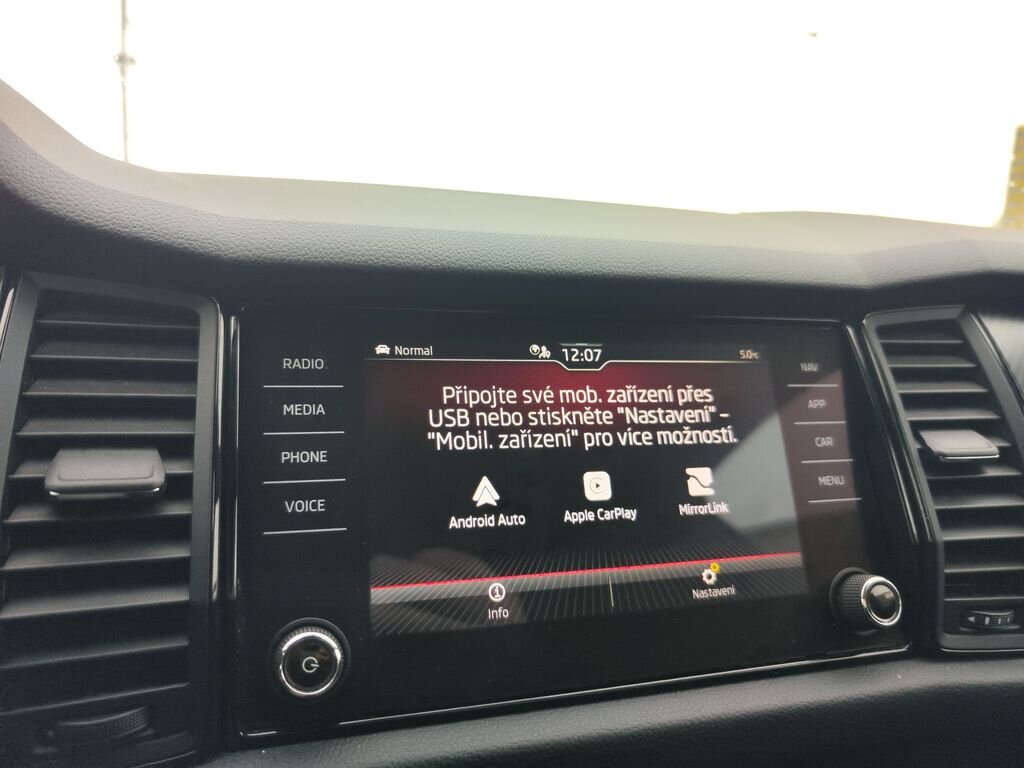 Normal
12:07
5.0°C
RADIO
MEDIA
PHONE
VOICE
Připojte své mob. zařízení přes
USB nebo stiskněte "Nastavení" -
"Mobil. zařízení" pro více možností.
Android Auto
Apple CarPlay
MirrorLink
Info
Nastavení
NAV
APP
CAR
MENU